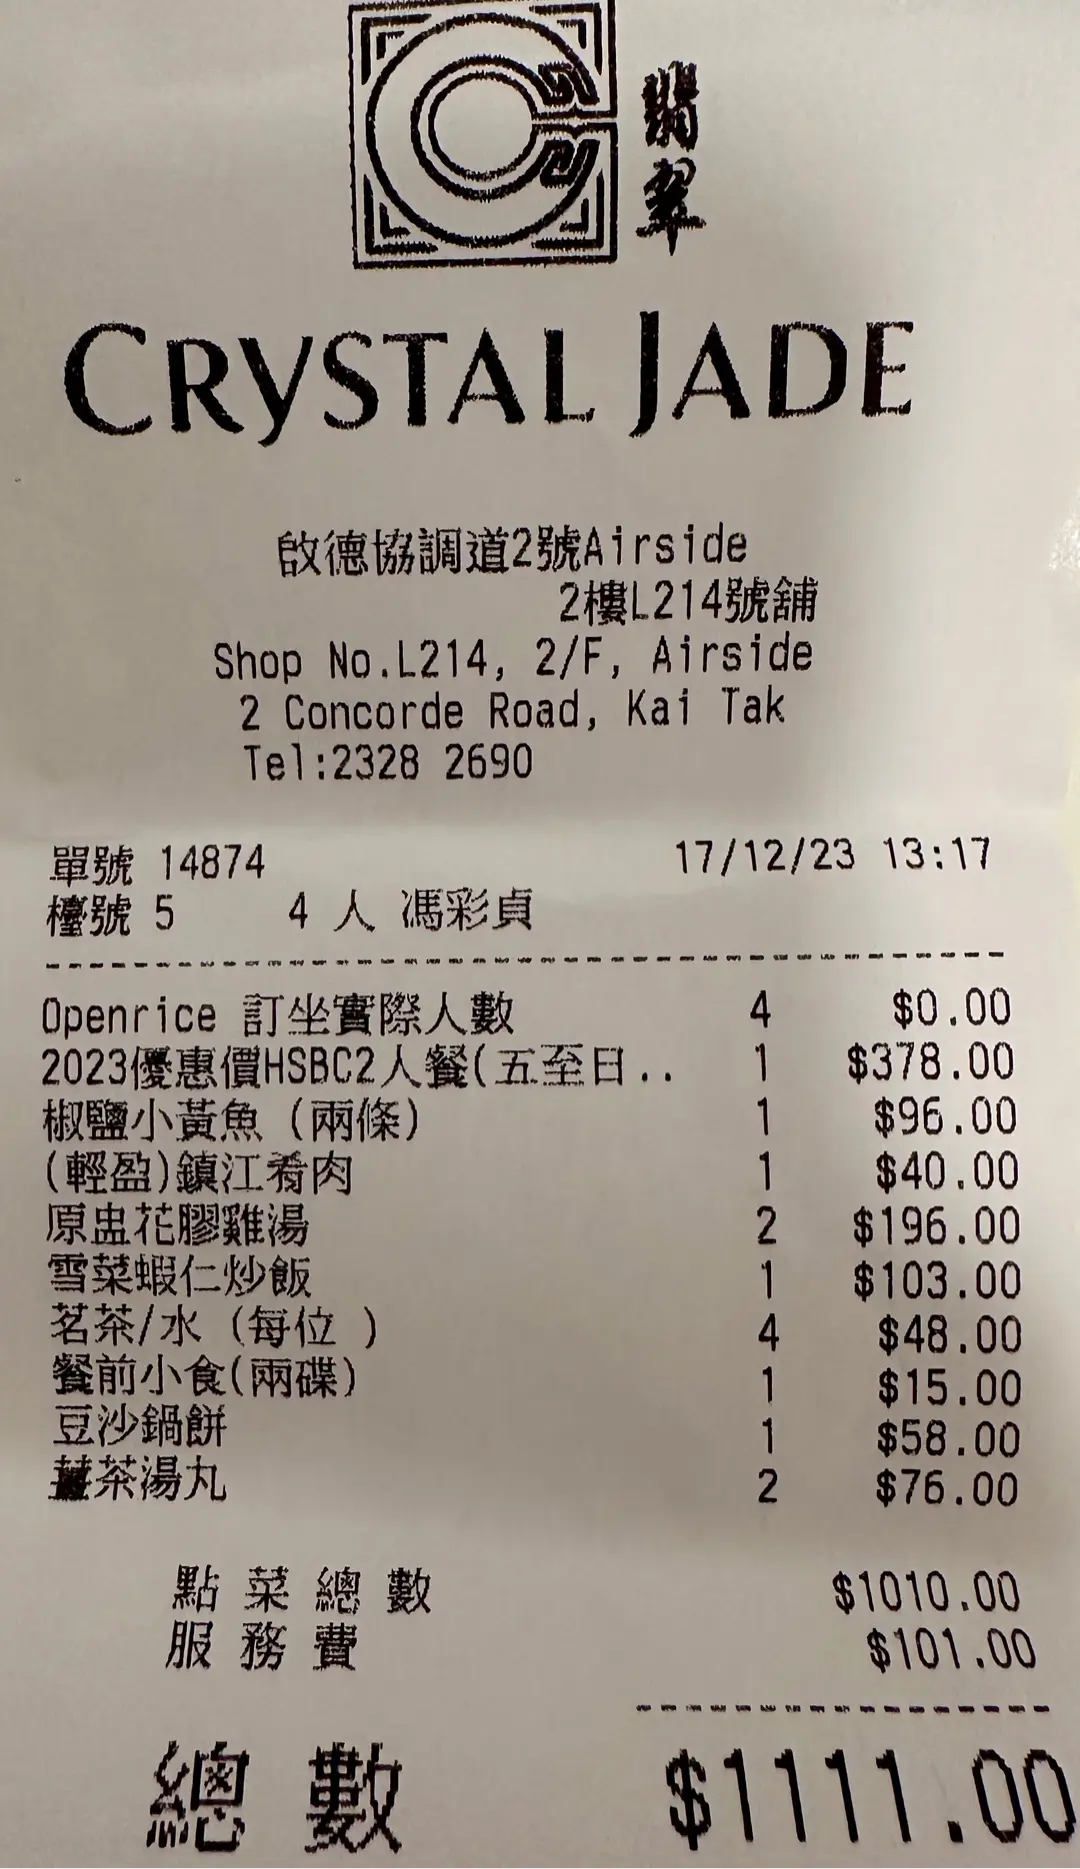 翡翠
CRYSTAL JADE
啟德協調道2號Airside
2樓L214號舖
Shop No.L214, 2/F, Airside
2 Concorde Road, Kai Tak
Tel:2328 2690
單號 14874 17/12/23 13:17
檯號 5 4 人 馮彩貞
Openrice 訂坐實際人數 4 $0.00
2023優惠價HSBC2人餐(五至日.. 1 $378.00
椒鹽小黃魚 (兩條) 1 $96.00
(輕盈)鎮江肴肉 1 $40.00
原盅花膠雞湯 2 $196.00
雪菜蝦仁炒飯 1 $103.00
茗茶/水 (每位 ) 4 $48.00
餐前小食(兩碟) 1 $15.00
豆沙鍋餅 1 $58.00
薑茶湯丸 2 $76.00
點菜總數 $1010.00
服務費 $101.00
總數 $1111.00